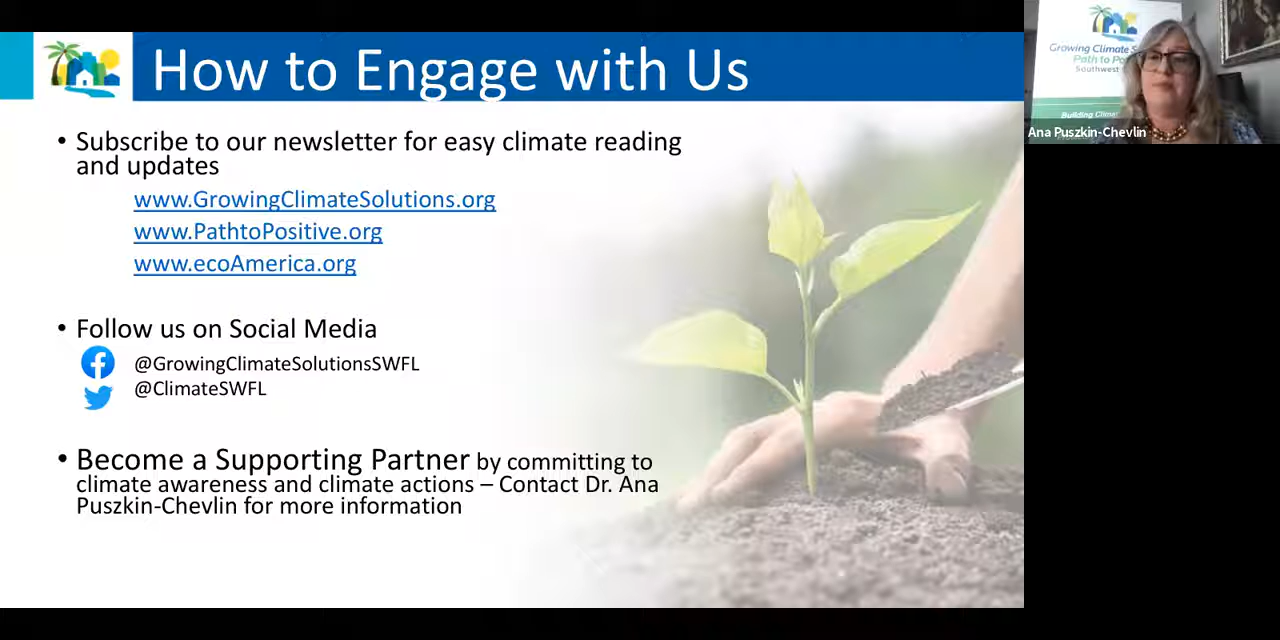 How to Engage with Us
• Subscribe to our newsletter for easy climate reading
and updates
www.GrowingClimateSolutions.org
www.PathtoPositive.org
www.ecoAmerica.org
• Follow us on Social Media
@GrowingClimateSolutionsSWFL
@ClimateSWFL
• Become a Supporting Partner by committing to
climate awareness and climate actions – Contact Dr. Ana
Puszkin-Chevlin for more information
Growing Climate
Path to
Southwest
Building
Ana Puszkin-Chevlin